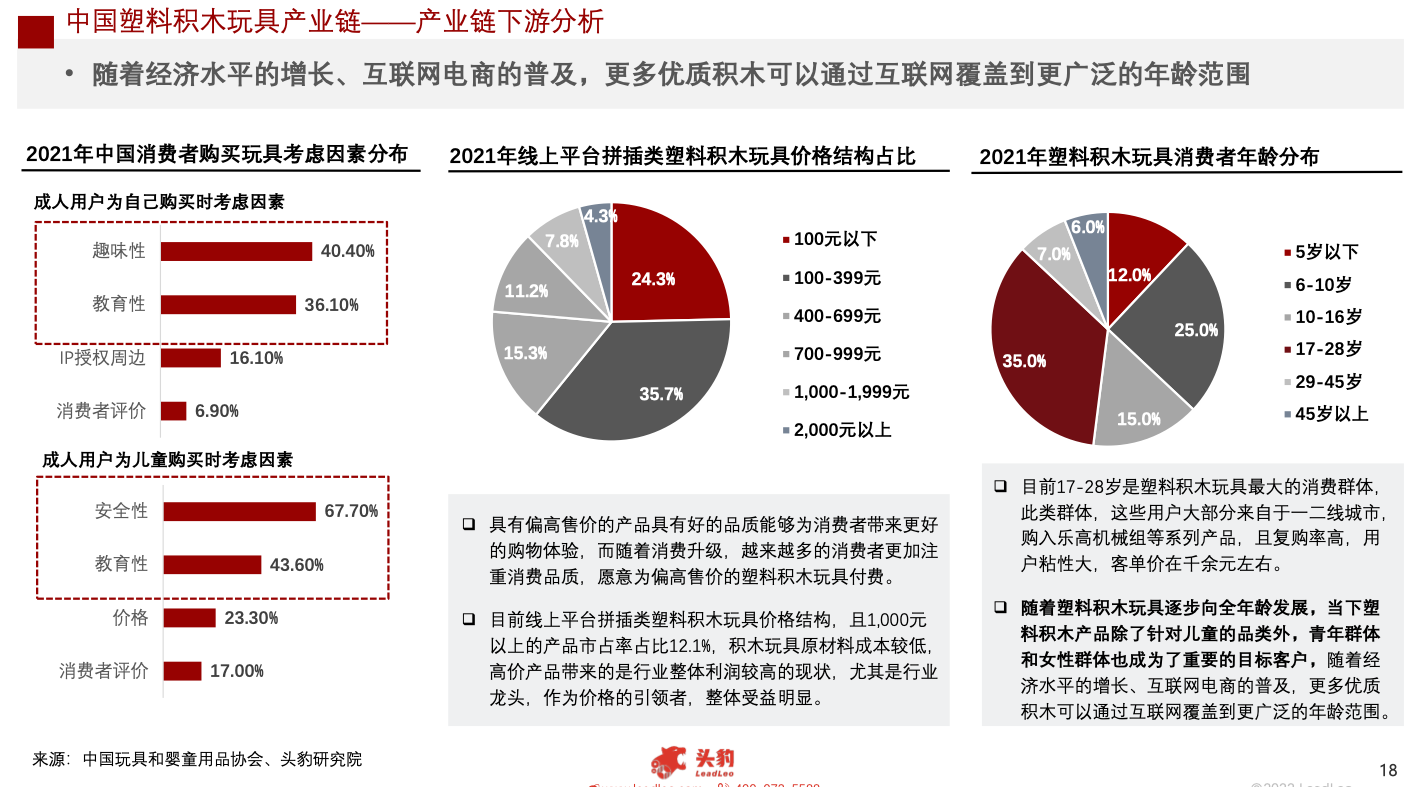 中国塑料积木玩具产业链——产业链下游分析
• 随着经济水平的增长、互联网电商的普及，更多优质积木可以通过互联网覆盖到更广泛的年龄范围
2021年中国消费者购买玩具考虑因素分布
成人用户为自己购买时考虑因素
趣味性 40.40%
教育性 36.10%
IP授权周边 16.10%
消费者评价 6.90%
成人用户为儿童购买时考虑因素
安全性 67.70%
教育性 43.60%
价格 23.30%
消费者评价 17.00%
2021年线上平台拼插类塑料积木玩具价格结构占比
4.3%
7.8%
24.3%
11.2%
15.3%
35.7%
100元以下
100-399元
400-699元
700-999元
1,000-1,999元
2,000元以上
具有偏高售价的产品具有好的品质能够为消费者带来更好
的购物体验，而随着消费升级，越来越多的消费者更加注
重消费品质，愿意为偏高售价的塑料积木玩具付费。
目前线上平台拼插类塑料积木玩具价格结构，且1,000元
以上的产品市占率占比12.1%，积木玩具原材料成本较低，
高价产品带来的是行业整体利润较高的现状，尤其是行业
龙头，作为价格的引领者，整体受益明显。
2021年塑料积木玩具消费者年龄分布
6.0%
7.0%
12.0%
25.0%
35.0%
15.0%
5岁以下
6-10岁
10-16岁
17-28岁
29-45岁
45岁以上
目前17-28岁是塑料积木玩具最大的消费群体，
此类群体，这些用户大部分来自于一二线城市，
购入乐高机械组等系列产品，且复购率高，用
户粘性大，客单价在千余元左右。
随着塑料积木玩具逐步向全年龄发展，当下塑
料积木产品除了针对儿童的品类外，青年群体
和女性群体也成为了重要的目标客户，随着经
济水平的增长、互联网电商的普及，更多优质
积木可以通过互联网覆盖到更广泛的年龄范围。
来源：中国玩具和婴童用品协会、头豹研究院
头豹
LeadLeo
18